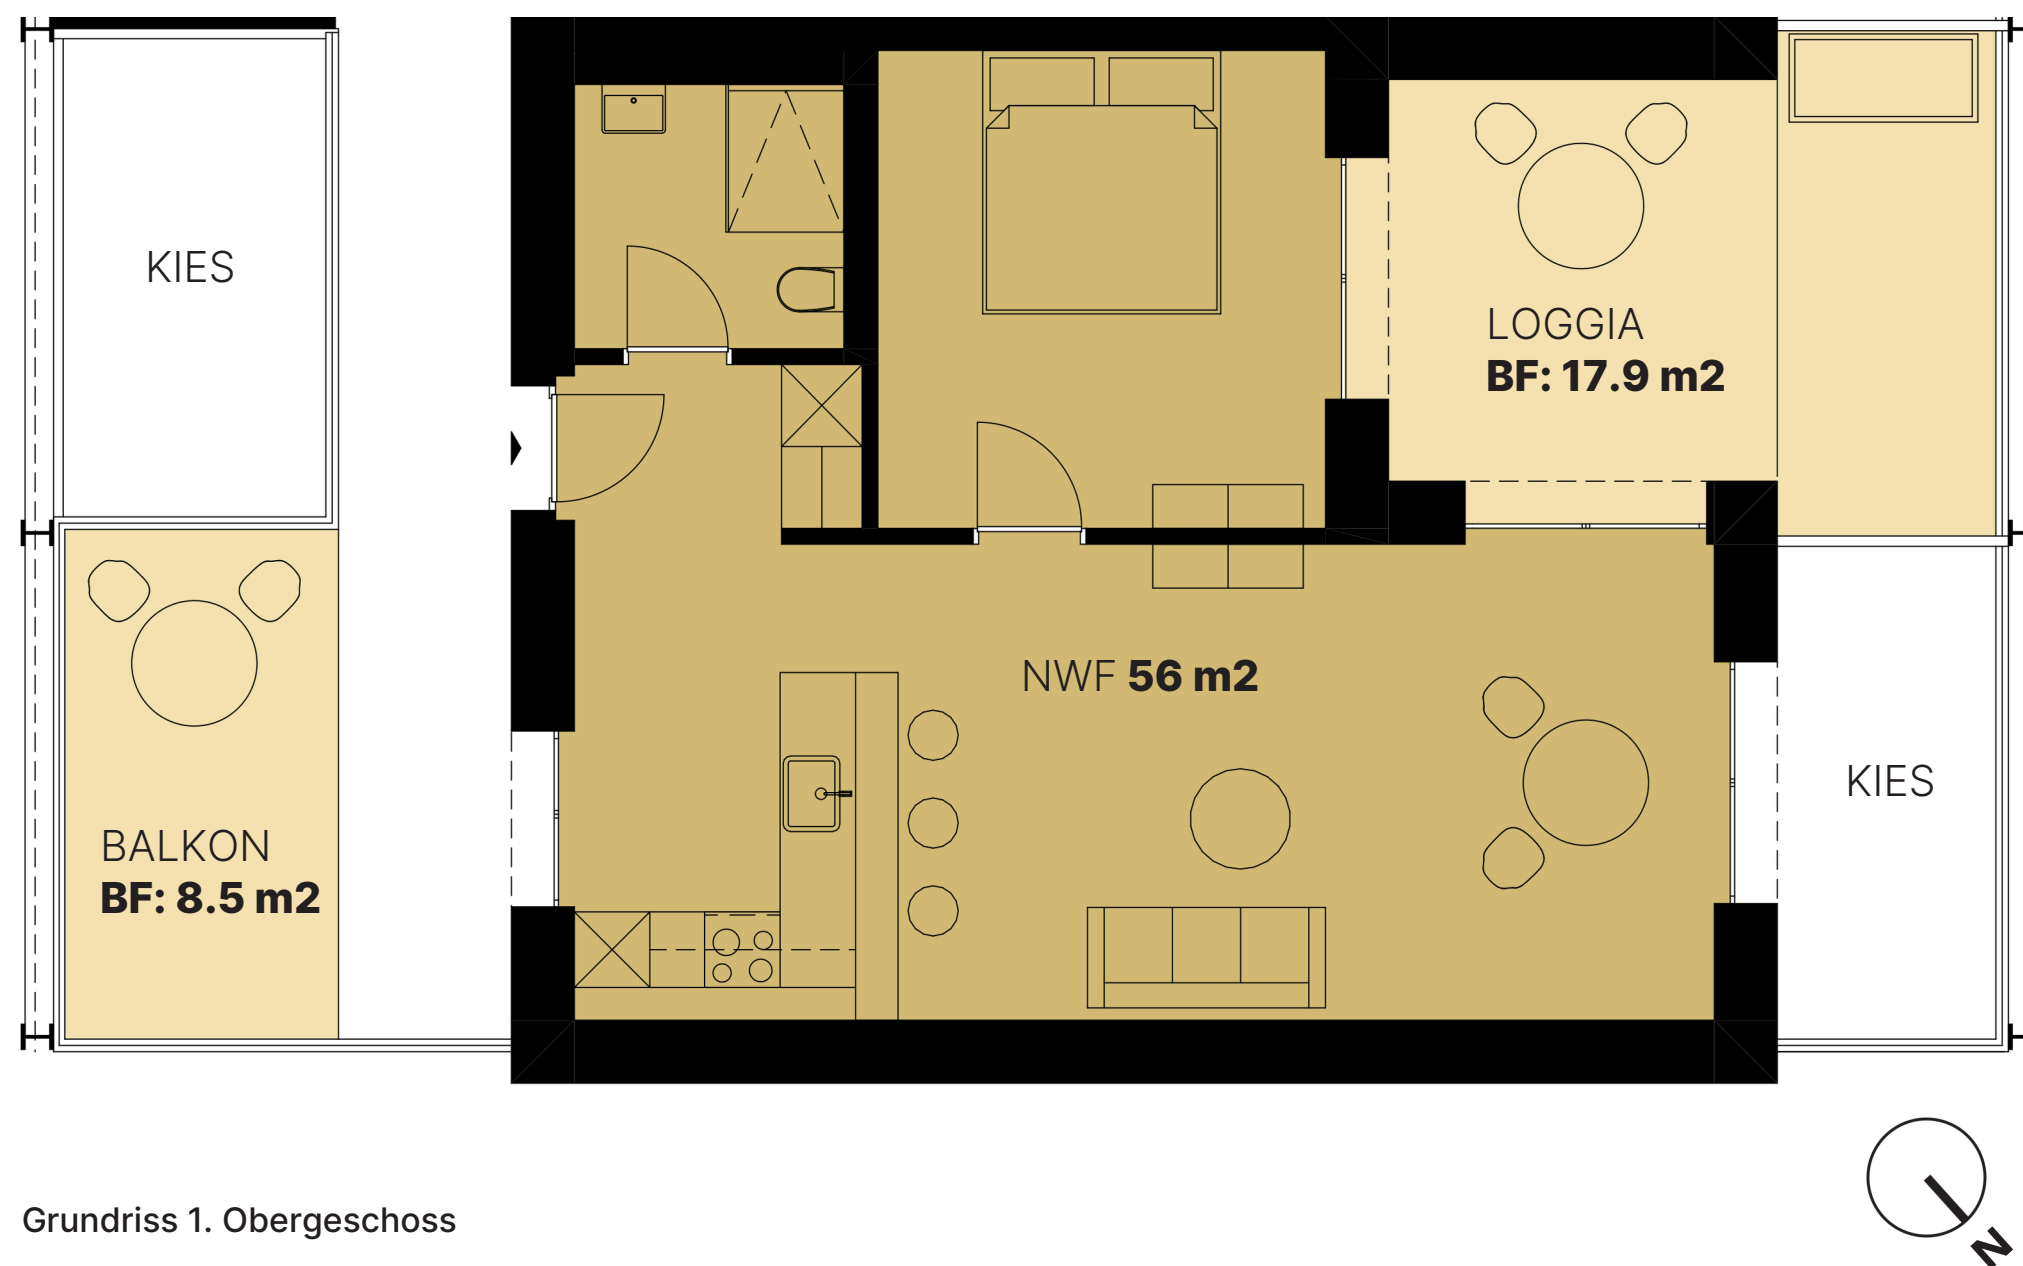 KIES
LOGGIA
BF: 17.9 m2
NWF 56 m2
KIES
BALKON
BF: 8.5 m2
Grundriss 1. Obergeschoss
N